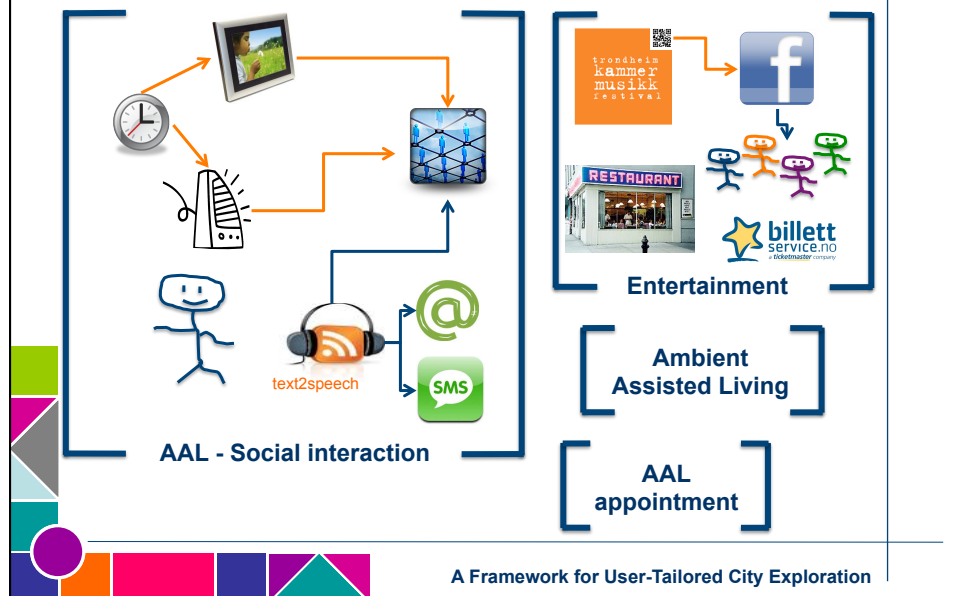 text2speech
SMS
AAL - Social interaction
trondheim
kammer
musikk
festival
f
RESTAURANT
billett
service.no
a ticketmaster company
Entertainment
Ambient
Assisted Living
AAL
appointment
A Framework for User-Tailored City Exploration